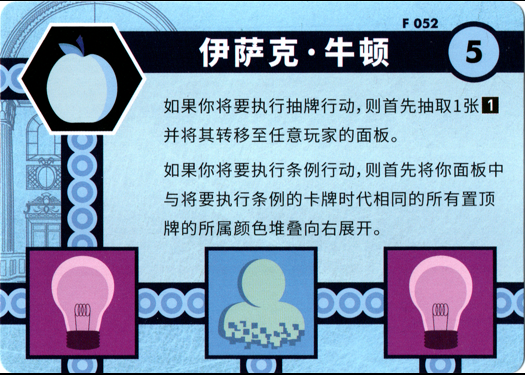 F 052
伊萨克·牛顿
5
如果你将要执行抽牌行动,则首先抽取1张 1
并将其转移至任意玩家的面板。
如果你将要执行条例行动,则首先将你面板中
与将要执行条例的卡牌时代相同的所有置顶
牌的所属颜色堆叠向右展开。